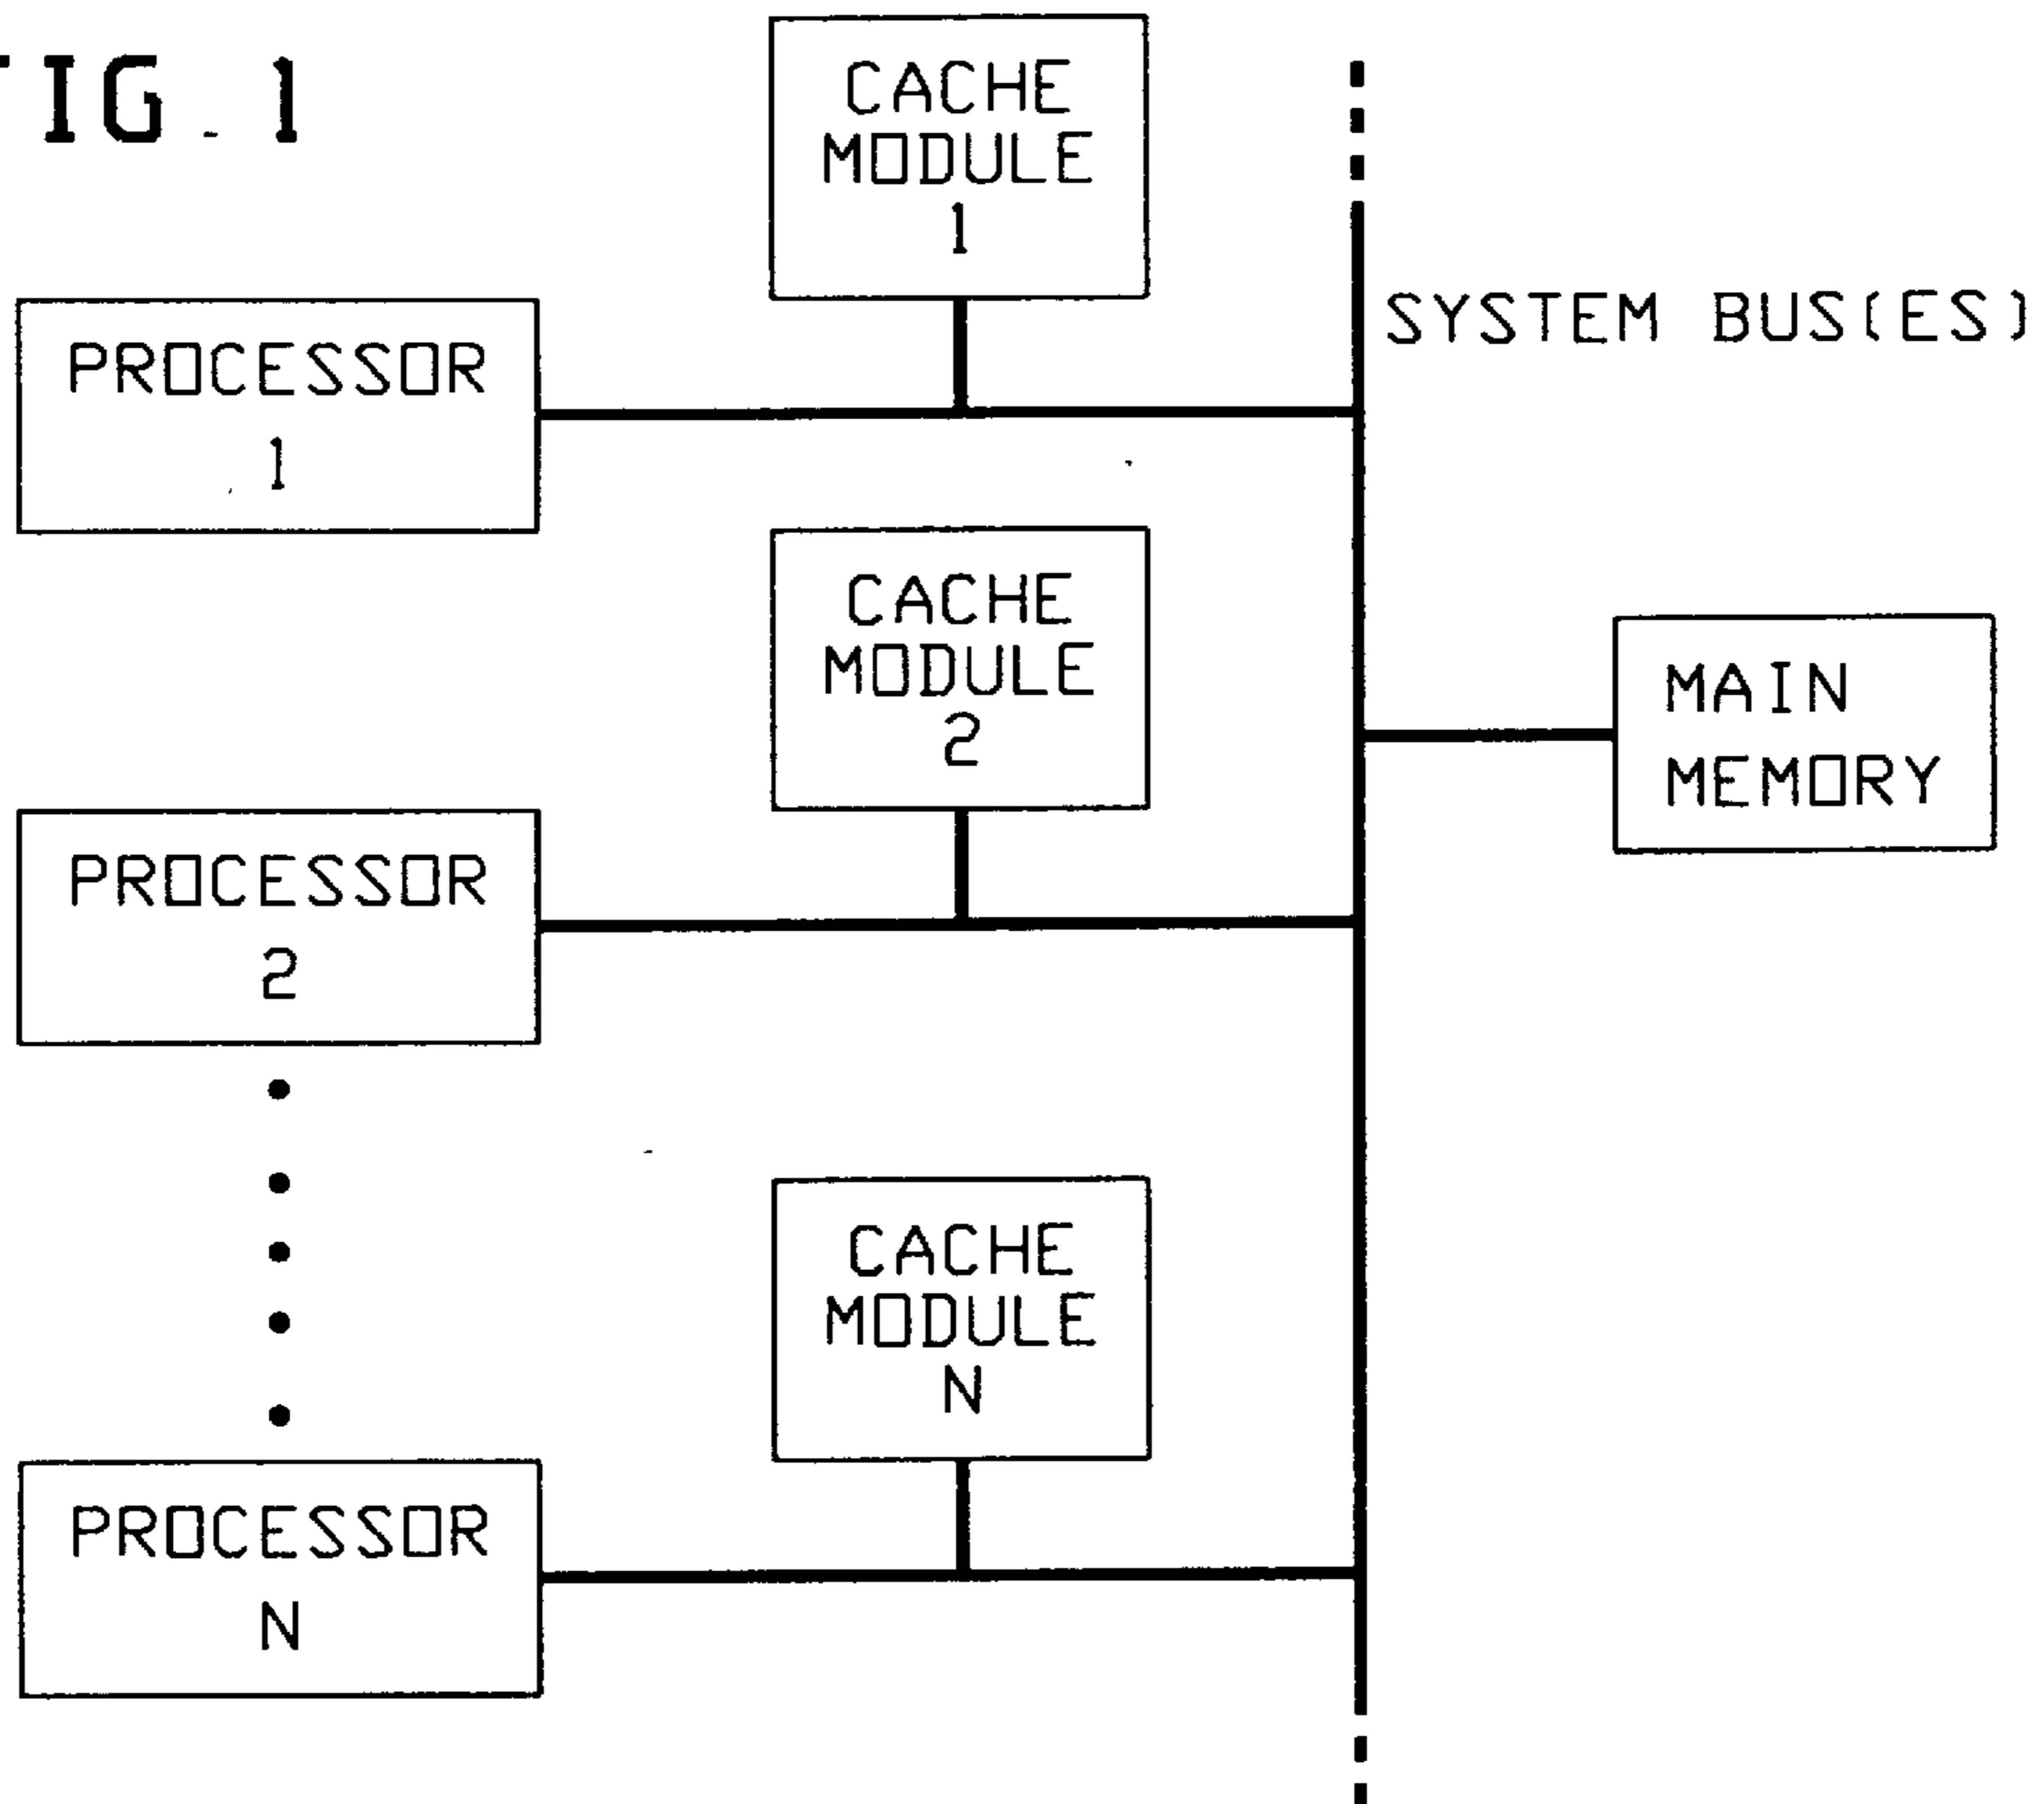 FIG. 1
CACHE
MODULE
1
SYSTEM BUS(ES)
PROCESSOR
1
CACHE
MODULE
2
MAIN
MEMORY
PROCESSOR
2
CACHE
MODULE
N
PROCESSOR
N